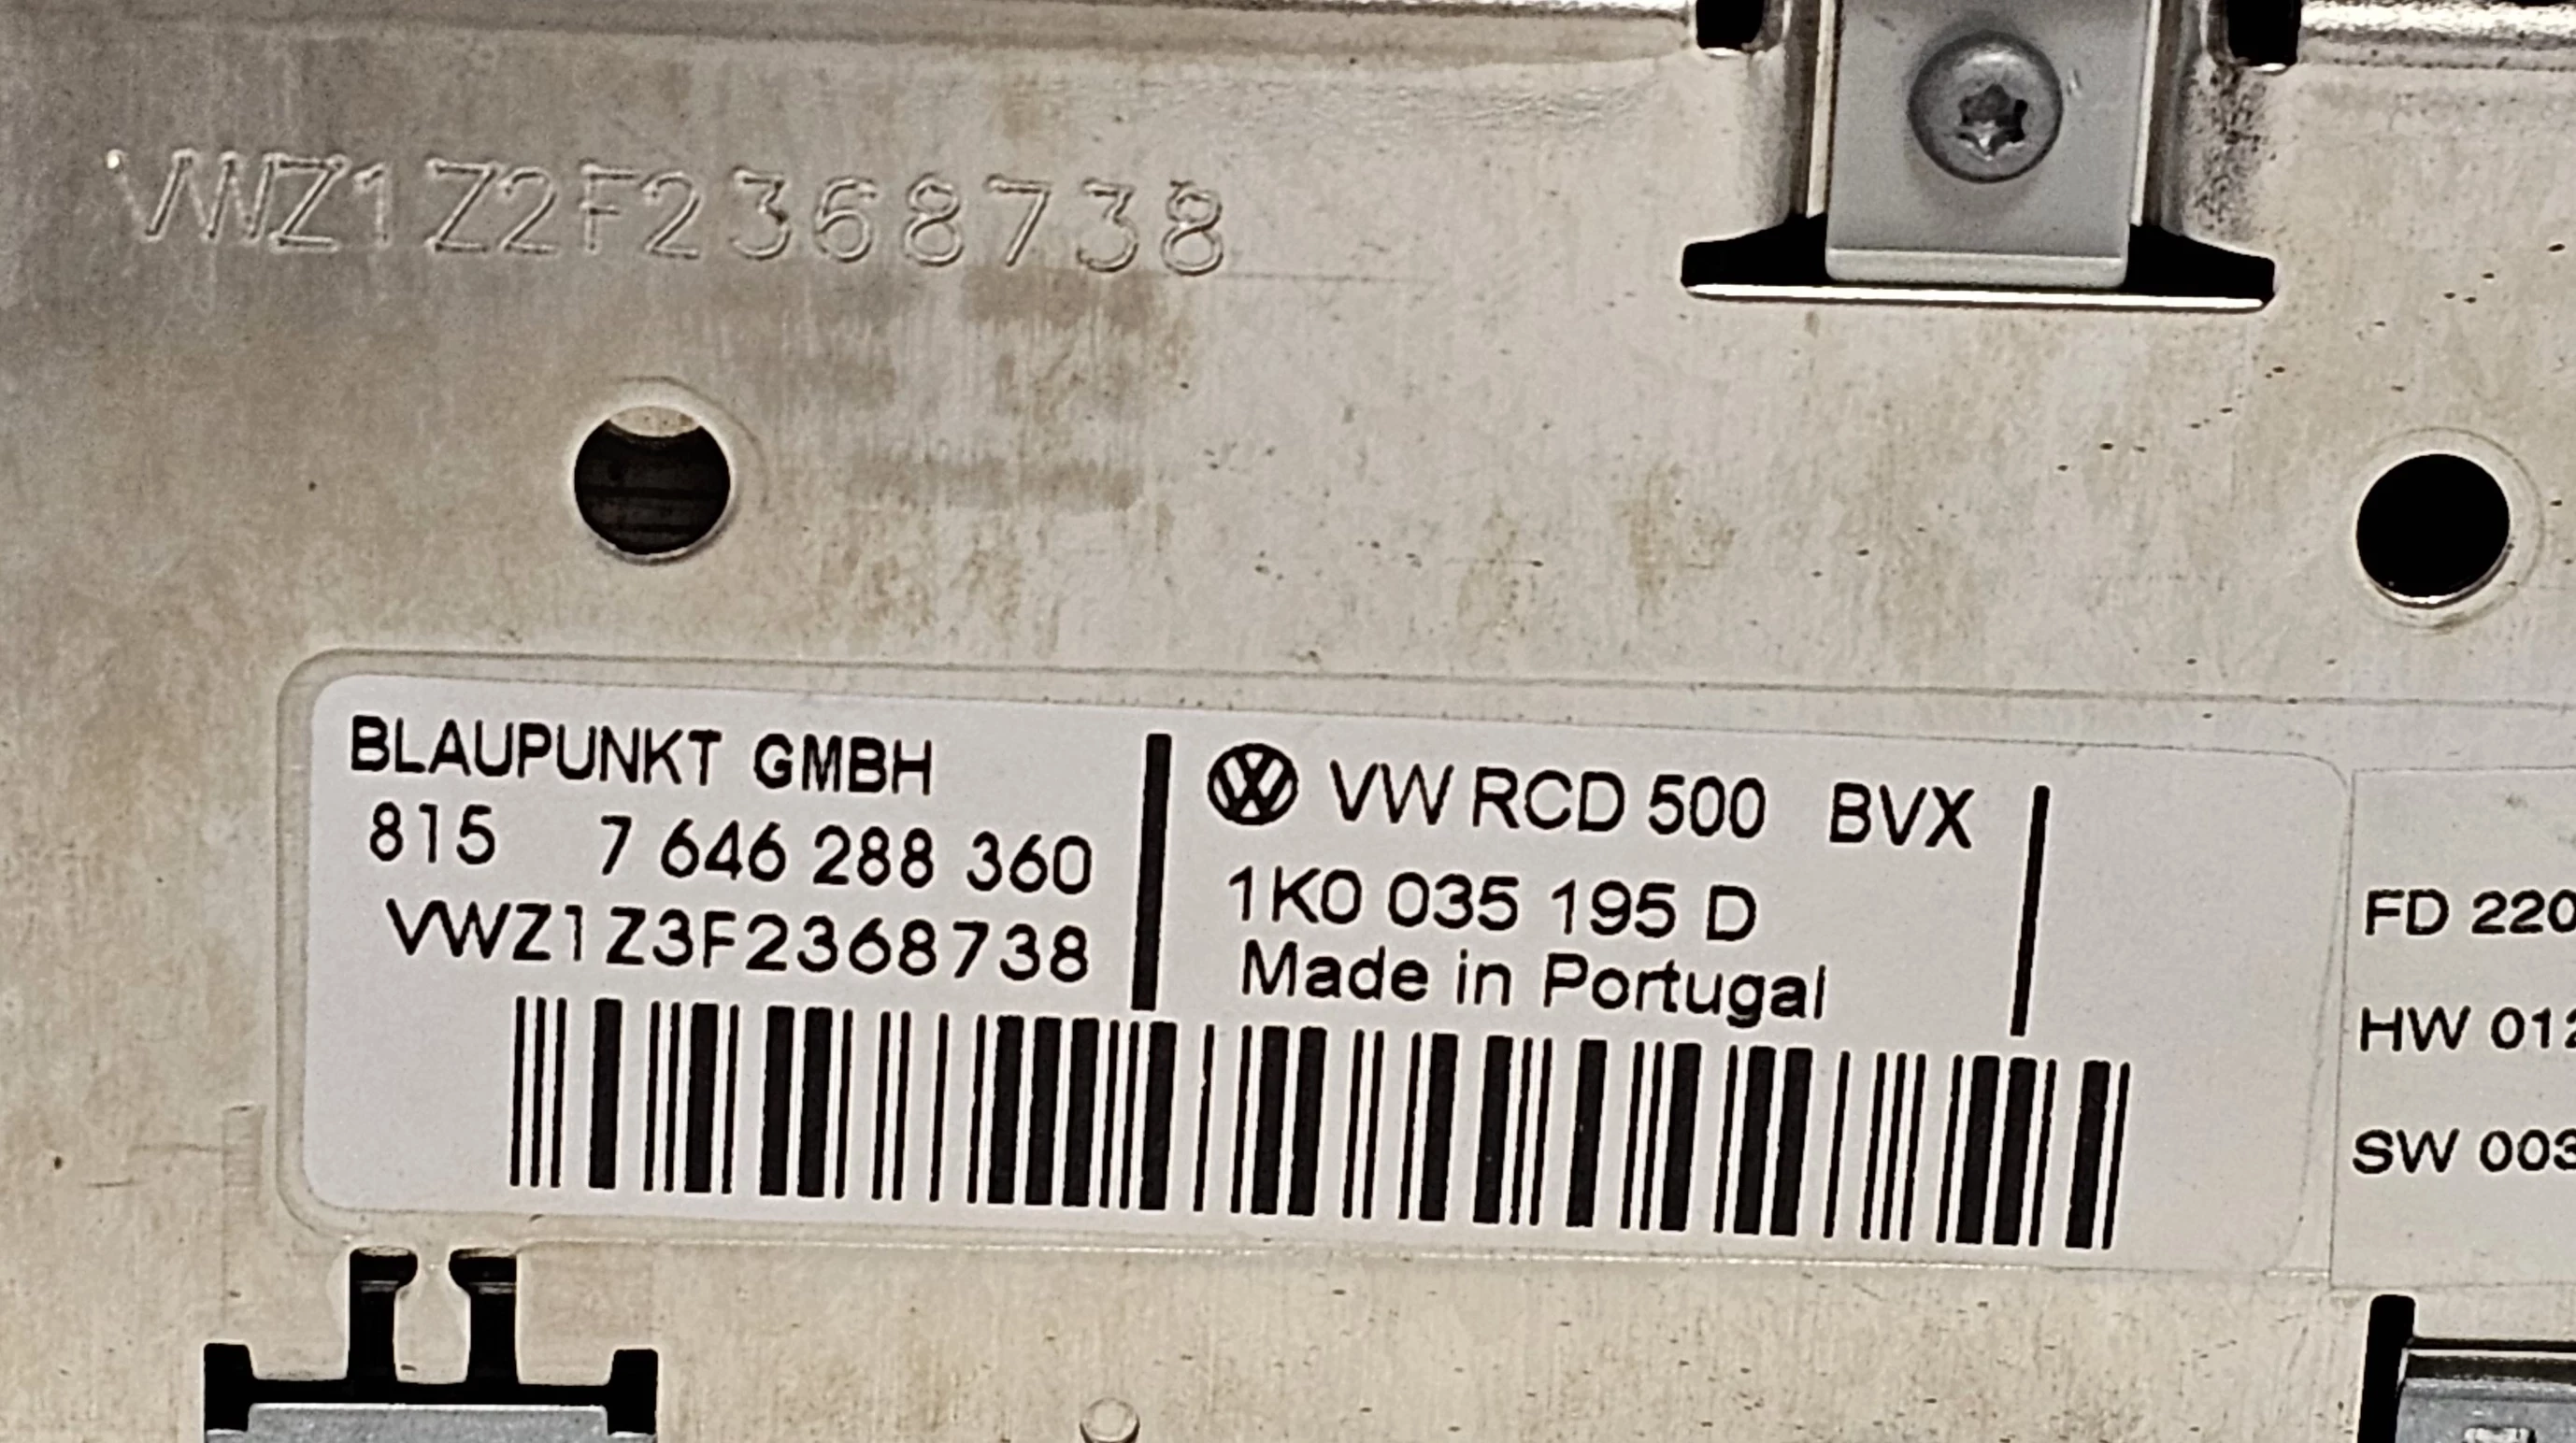 VWZ1Z2F2368738
BLAUPUNKT GMBH
815 7 646 288 360
VWZ1Z3F2368738
VW RCD 500 BVX
1K0 035 195 D
Made in Portugal
FD 220
HW 012
SW 003